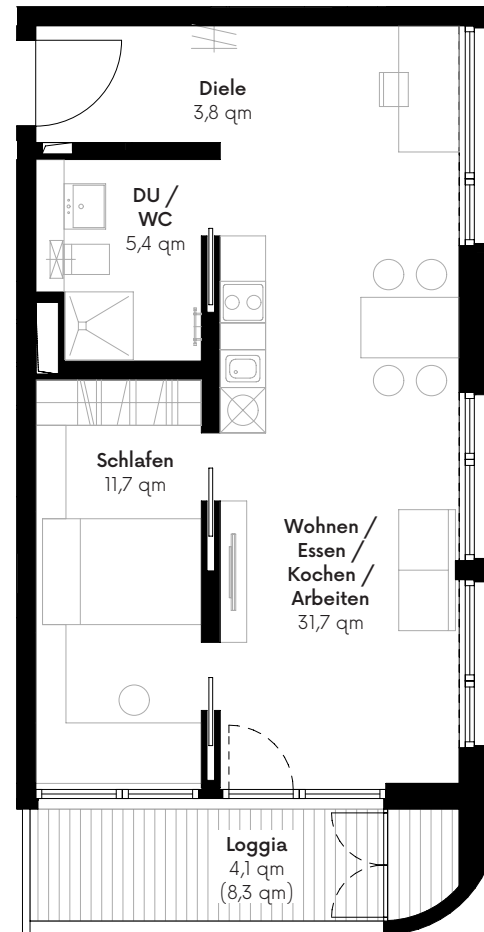 Diele
3,8 qm
DU /
WC
5,4 qm
Schlafen
11,7 qm
Wohnen /
Essen /
Kochen /
Arbeiten
31,7 qm
Loggia
4,1 qm
(8,3 qm)